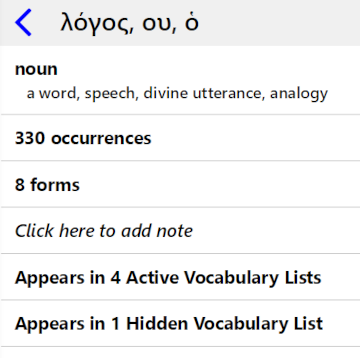 λόγος, ου, ὁ
noun
a word, speech, divine utterance, analogy
330 occurrences
8 forms
Click here to add note
Appears in 4 Active Vocabulary Lists
Appears in 1 Hidden Vocabulary List